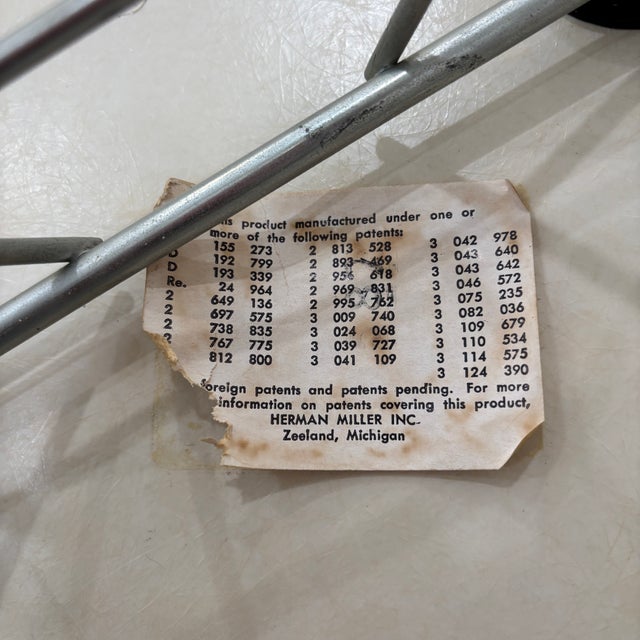 this product manufactured under one or
more of the following patents:
155 273 2 813 528 3 042 978
D 192 799 2 893 469 3 043 640
D 193 339 2 956 618 3 043 642
Re. 24 964 2 969 831 3 046 572
2 649 136 2 995 762 3 075 235
2 697 575 3 009 740 3 082 036
2 738 835 3 024 068 3 109 679
2 767 775 3 039 727 3 110 534
812 800 3 041 109 3 114 575
3 124 390
foreign patents and patents pending. For more
information on patents covering this product,
HERMAN MILLER INC.
Zeeland, Michigan